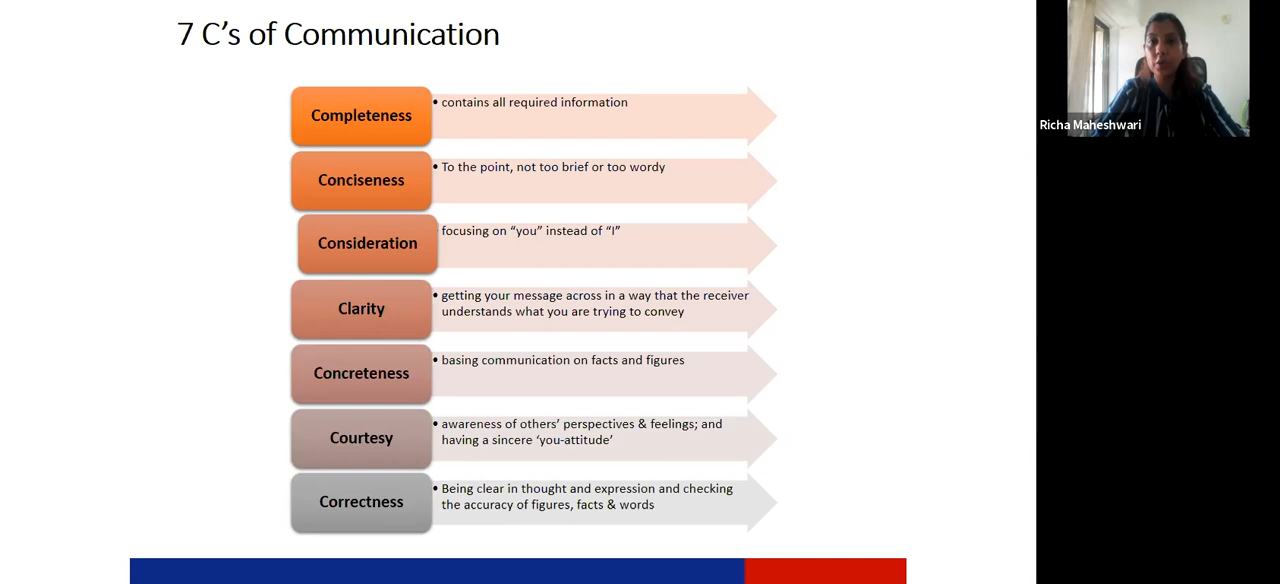 7 C’s of Communication
Completeness
• contains all required information
Conciseness
• To the point, not too brief or too wordy
Consideration
focusing on “you” instead of “I”
Clarity
• getting your message across in a way that the receiver
understands what you are trying to convey
Concreteness
• basing communication on facts and figures
Courtesy
• awareness of others’ perspectives & feelings; and
having a sincere ‘you-attitude’
Correctness
• Being clear in thought and expression and checking
the accuracy of figures, facts & words
Richa Maheshwari